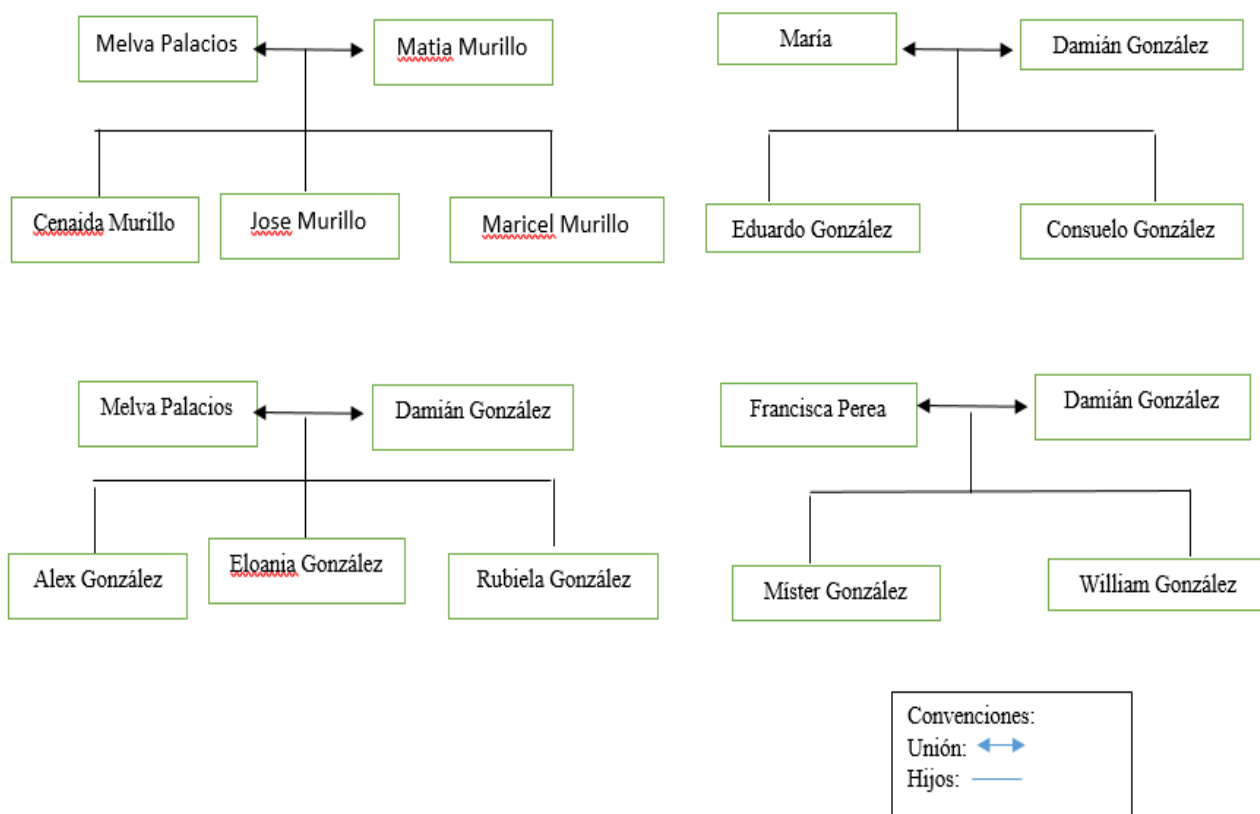 Melva Palacios
Matia Murillo
María
Damián González
Cenaida Murillo
Jose Murillo
Maricel Murillo
Eduardo González
Consuelo González
Melva Palacios
Damián González
Francisca Perea
Damián González
Alex González
Eloania González
Rubiela González
Míster González
William González
Convenciones:
Unión:
Hijos: